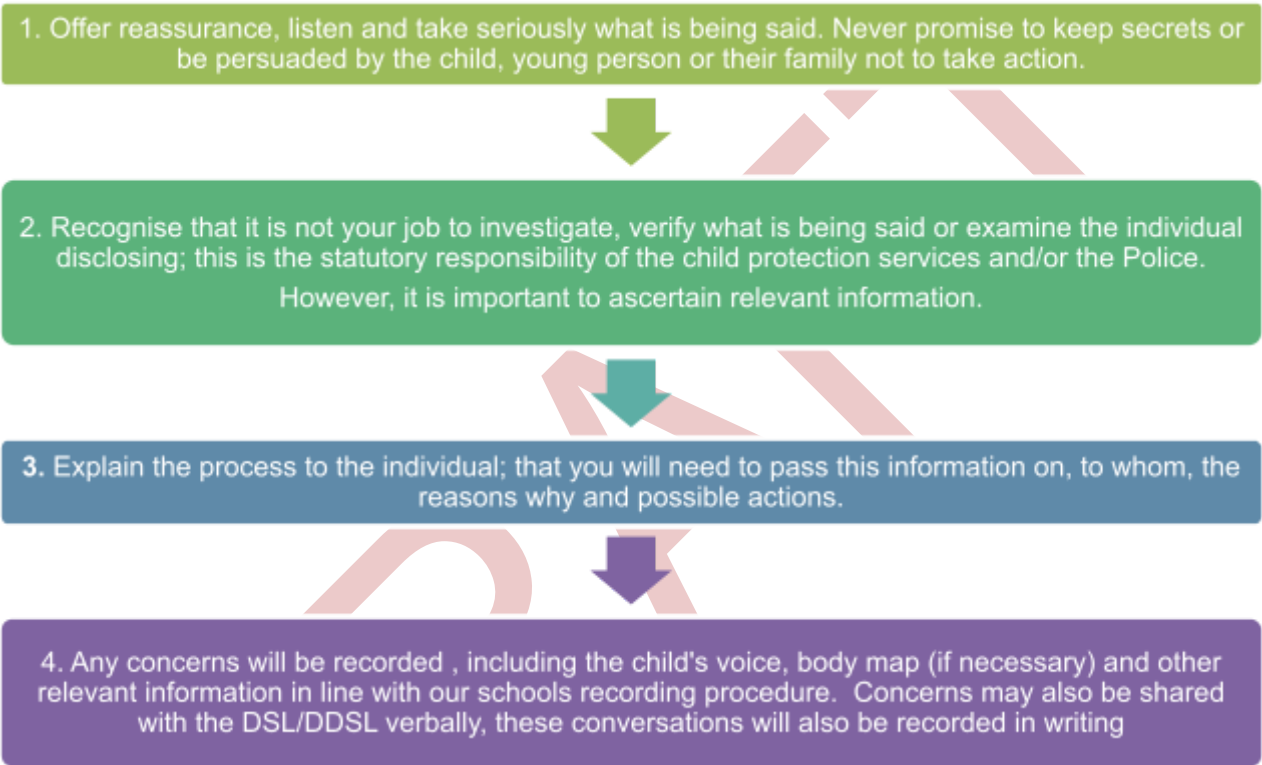 1. Offer reassurance, listen and take seriously what is being said. Never promise to keep secrets or
be persuaded by the child, young person or their family not to take action.
2. Recognise that it is not your job to investigate, verify what is being said or examine the individual
disclosing; this is the statutory responsibility of the child protection services and/or the Police.
However, it is important to ascertain relevant information.
3. Explain the process to the individual; that you will need to pass this information on, to whom, the
reasons why and possible actions.
4. Any concerns will be recorded , including the child's voice, body map (if necessary) and other
relevant information in line with our schools recording procedure.  Concerns may also be shared
with the DSL/DDSL verbally, these conversations will also be recorded in writing